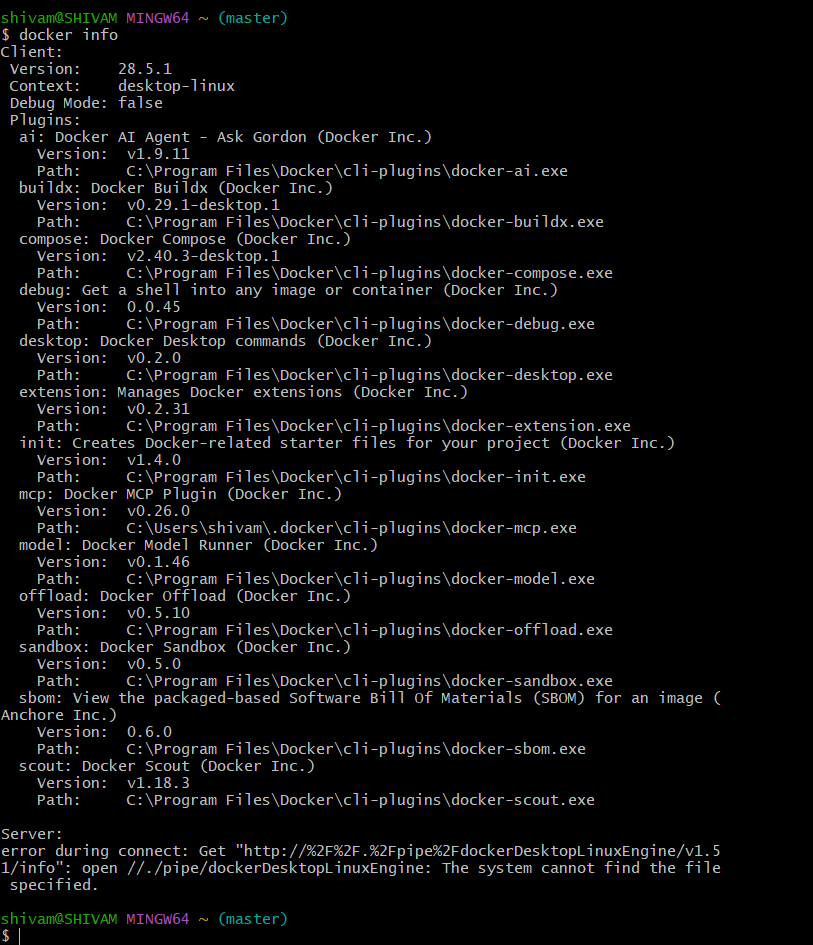 shivam@SHIVAM MINGW64 ~ (master)
$ docker info
Client:
 Version:    28.5.1
 Context:    desktop-linux
 Debug Mode: false
 Plugins:
  ai: Docker AI Agent - Ask Gordon (Docker Inc.)
    Version:  v1.9.11
    Path:     C:\Program Files\Docker\cli-plugins\docker-ai.exe
  buildx: Docker Buildx (Docker Inc.)
    Version:  v0.29.1-desktop.1
    Path:     C:\Program Files\Docker\cli-plugins\docker-buildx.exe
  compose: Docker Compose (Docker Inc.)
    Version:  v2.40.3-desktop.1
    Path:     C:\Program Files\Docker\cli-plugins\docker-compose.exe
  debug: Get a shell into any image or container (Docker Inc.)
    Version:  0.0.45
    Path:     C:\Program Files\Docker\cli-plugins\docker-debug.exe
  desktop: Docker Desktop commands (Docker Inc.)
    Version:  v0.2.0
    Path:     C:\Program Files\Docker\cli-plugins\docker-desktop.exe
  extension: Manages Docker extensions (Docker Inc.)
    Version:  v0.2.31
    Path:     C:\Program Files\Docker\cli-plugins\docker-extension.exe
  init: Creates Docker-related starter files for your project (Docker Inc.)
    Version:  v1.4.0
    Path:     C:\Program Files\Docker\cli-plugins\docker-init.exe
  mcp: Docker MCP Plugin (Docker Inc.)
    Version:  v0.26.0
    Path:     C:\Users\shivam\.docker\cli-plugins\docker-mcp.exe
  model: Docker Model Runner (Docker Inc.)
    Version:  v0.1.46
    Path:     C:\Program Files\Docker\cli-plugins\docker-model.exe
  offload: Docker Offload (Docker Inc.)
    Version:  v0.5.10
    Path:     C:\Program Files\Docker\cli-plugins\docker-offload.exe
  sandbox: Docker Sandbox (Docker Inc.)
    Version:  v0.5.0
    Path:     C:\Program Files\Docker\cli-plugins\docker-sandbox.exe
  sbom: View the packaged-based Software Bill Of Materials (SBOM) for an image (
Anchore Inc.)
    Version:  0.6.0
    Path:     C:\Program Files\Docker\cli-plugins\docker-sbom.exe
  scout: Docker Scout (Docker Inc.)
    Version:  v1.18.3
    Path:     C:\Program Files\Docker\cli-plugins\docker-scout.exe

Server:
error during connect: Get "http://%2F%2F.%2Fpipe%2FdockerDesktopLinuxEngine/v1.5
1/info": open //./pipe/dockerDesktopLinuxEngine: The system cannot find the file
 specified.

shivam@SHIVAM MINGW64 ~ (master)
$